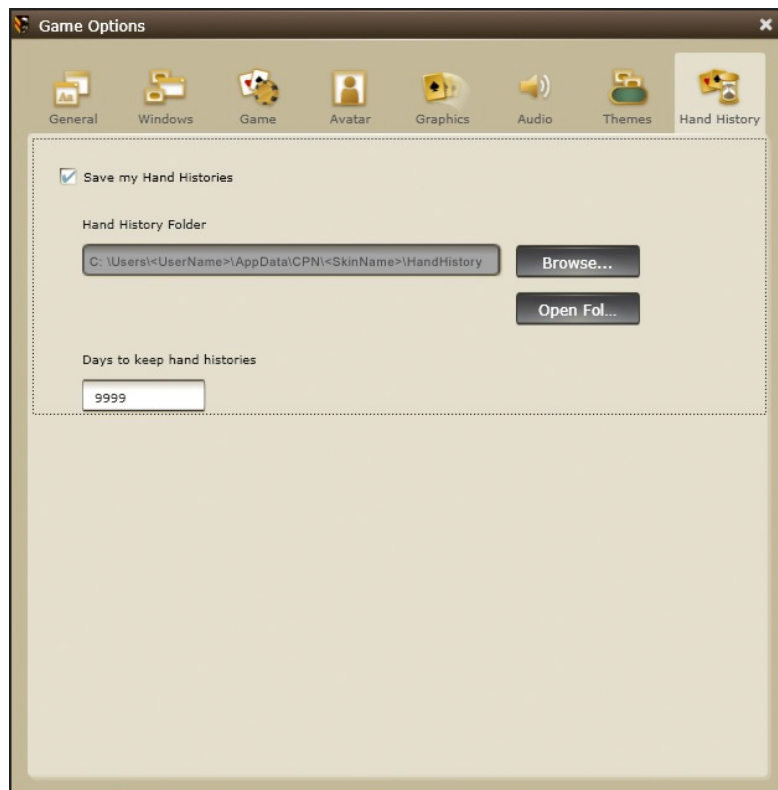 Game Options
General Windows Game Avatar Graphics Audio Themes Hand History
Save my Hand Histories
Hand History Folder
C: \Users\<UserName>\AppData\CPN\<SkinName>\HandHistory Browse...
Open Fol...
Days to keep hand histories
9999